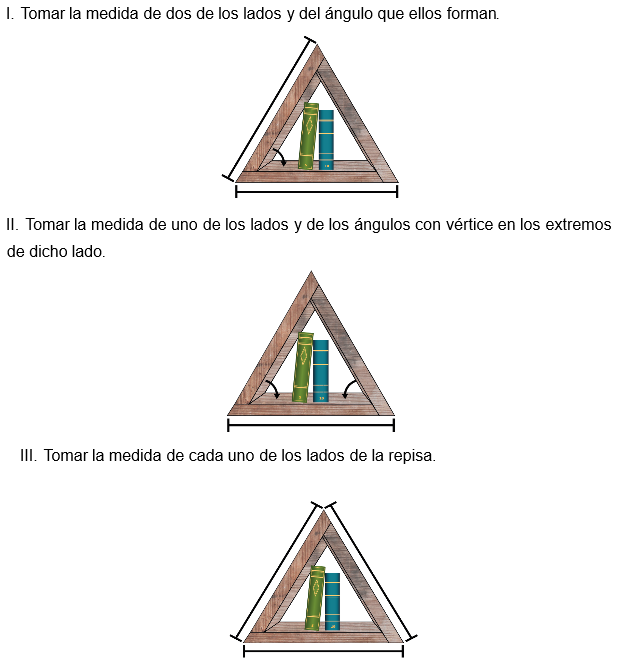 I. Tomar la medida de dos de los lados y del ángulo que ellos forman.
II. Tomar la medida de uno de los lados y de los ángulos con vértice en los extremos
de dicho lado.
III. Tomar la medida de cada uno de los lados de la repisa.